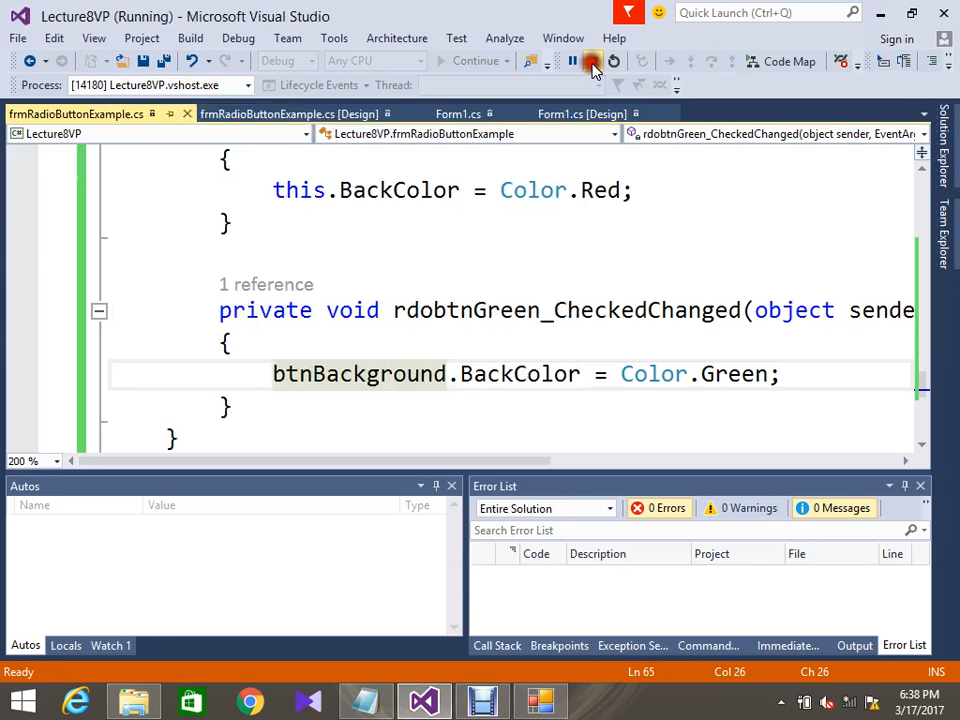 Lecture8VP (Running) - Microsoft Visual Studio
Quick Launch (Ctrl+Q)
File Edit View Project Build Debug Team Tools Architecture Test Analyze Window Help
Sign in
Debug Any CPU Continue Code Map
Process: [14180] Lecture8VP.vshost.exe Lifecycle Events Thread:
frmRadioButtonExample.cs frmRadioButtonExample.cs [Design] Form1.cs Form1.cs [Design]
Lecture8VP Lecture8VP.frmRadioButtonExample rdobtnGreen_CheckedChanged(object sender, EventArg
{
this.BackColor = Color.Red;
}
1 reference
private void rdobtnGreen_CheckedChanged(object sende
{
btnBackground.BackColor = Color.Green;
}
}
200 %
Solution Explorer
Team Explorer
Autos
Name Value Type
Autos Locals Watch 1
Error List
Entire Solution 0 Errors 0 Warnings 0 Messages
Search Error List
Code Description Project File Line
Call Stack Breakpoints Exception Se... Command... Immediate... Output Error List
Ready Ln 65 Col 26 Ch 26 INS
6:38 PM
3/17/2017